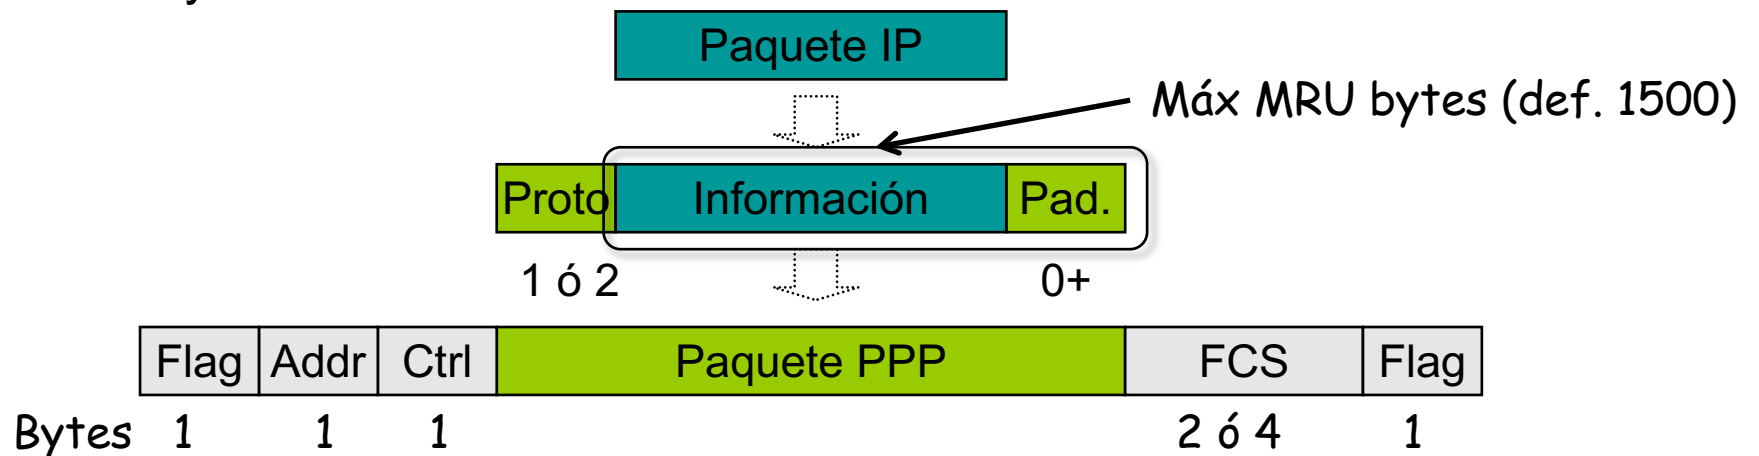 Paquete IP
Máx MRU bytes (def. 1500)
Proto Información Pad.
1 ó 2 0+
Flag Addr Ctrl Paquete PPP FCS Flag
Bytes 1 1 1 2 ó 4 1